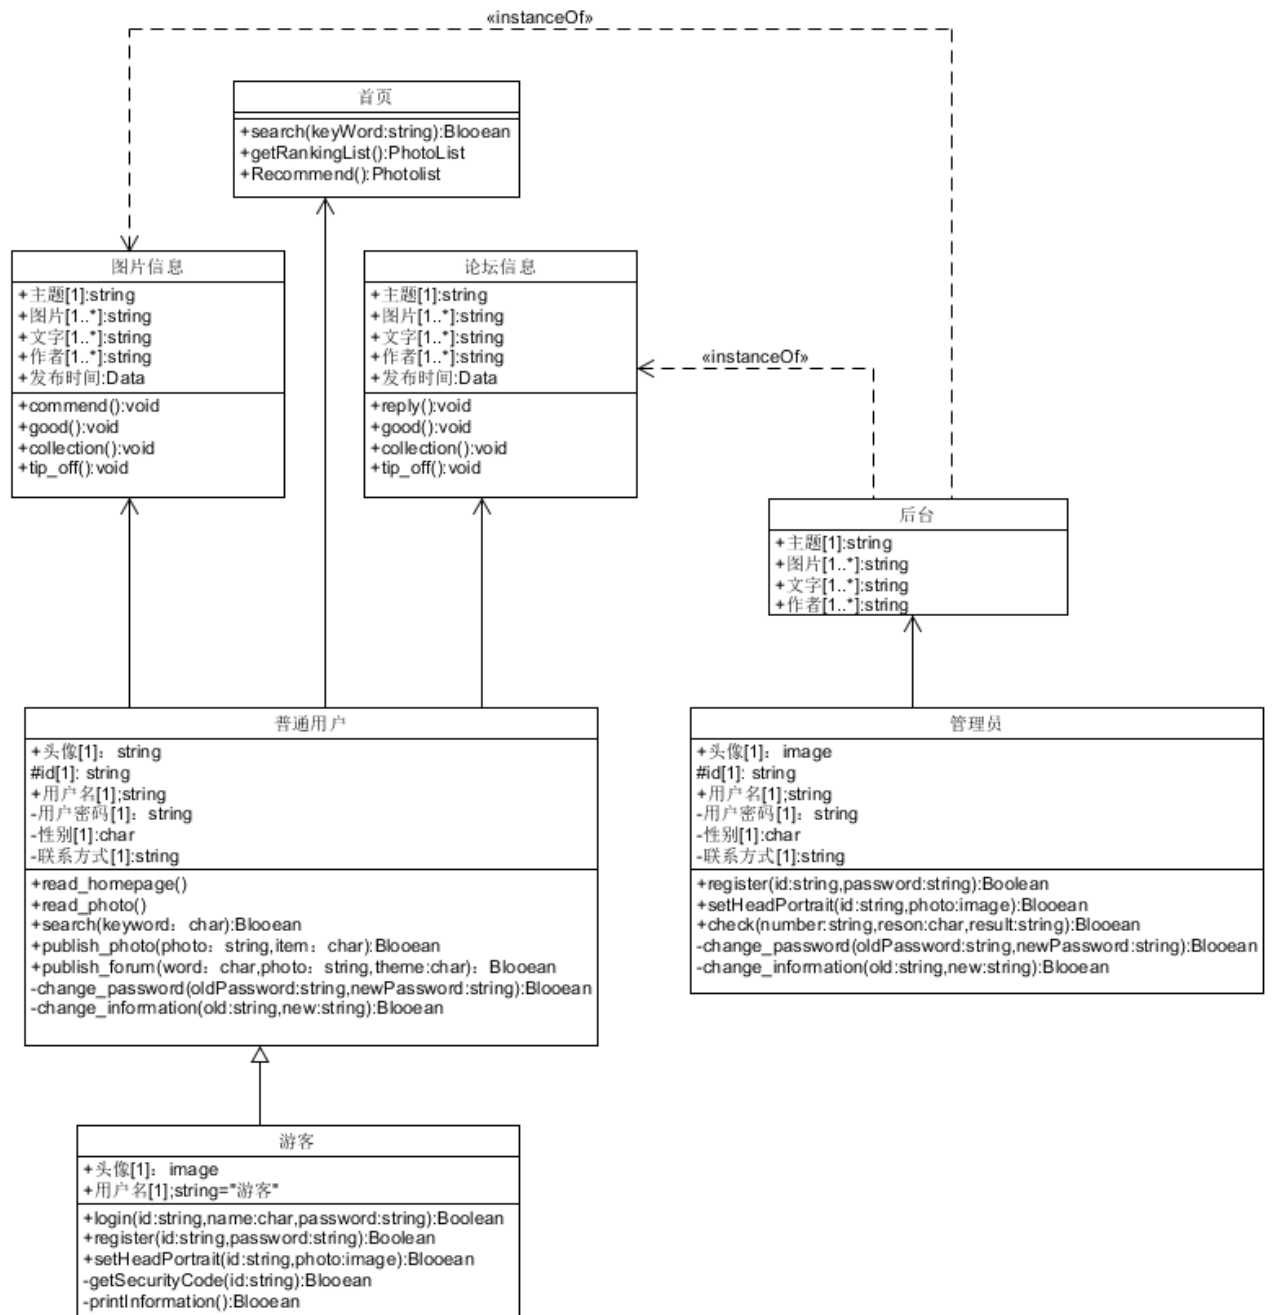 «instanceOf»
首页
+search(keyWord:string):Blooean
+getRankingList():PhotoList
+Recommend():Photolist
图片信息
+主题[1]:string
+图片[1..*]:string
+文字[1..*]:string
+作者[1..*]:string
+发布时间:Data
+commend():void
+good():void
+collection():void
+tip_off():void
论坛信息
+主题[1]:string
+图片[1..*]:string
+文字[1..*]:string
+作者[1..*]:string
+发布时间:Data
+reply():void
+good():void
+collection():void
+tip_off():void
«instanceOf»
后台
+主题[1]:string
+图片[1..*]:string
+文字[1..*]:string
+作者[1..*]:string
普通用户
+头像[1]：string
#id[1]: string
+用户名[1];string
-用户密码[1]：string
-性别[1]:char
-联系方式[1]:string
+read_homepage()
+read_photo()
+search(keyword：char):Blooean
+publish_photo(photo：string,item：char):Blooean
+publish_forum(word：char,photo：string,theme:char)：Blooean
-change_password(oldPassword:string,newPassword:string):Blooean
-change_information(old:string,new:string):Blooean
管理员
+头像[1]：image
#id[1]: string
+用户名[1];string
-用户密码[1]：string
-性别[1]:char
-联系方式[1]:string
+register(id:string,password:string):Boolean
+setHeadPortrait(id:string,photo:image):Blooean
+check(number:string,reson:char,result:string):Blooean
-change_password(oldPassword:string,newPassword:string):Blooean
-change_information(old:string,new:string):Blooean
游客
+头像[1]：image
+用户名[1];string="游客"
+login(id:string,name:char,password:string):Boolean
+register(id:string,password:string):Boolean
+setHeadPortrait(id:string,photo:image):Blooean
-getSecurityCode(id:string):Blooean
-printInformation():Blooean